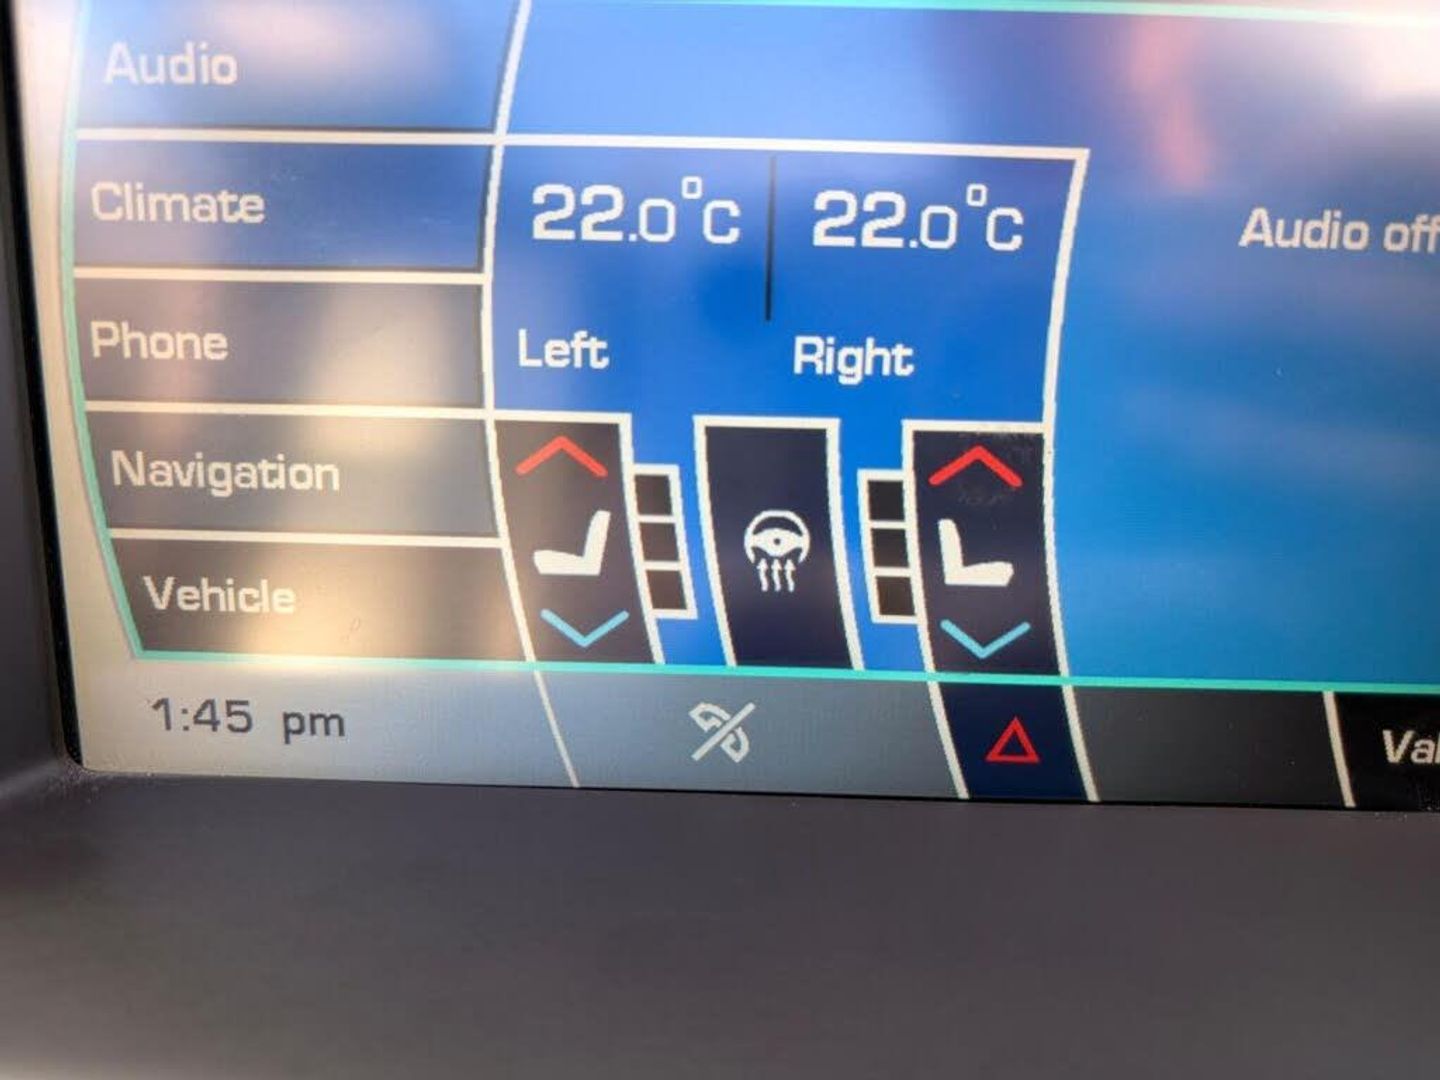 Audio
Climate
22.0°C
22.0°C
Audio off
Phone
Left
Right
Navigation
Vehicle
1:45 pm